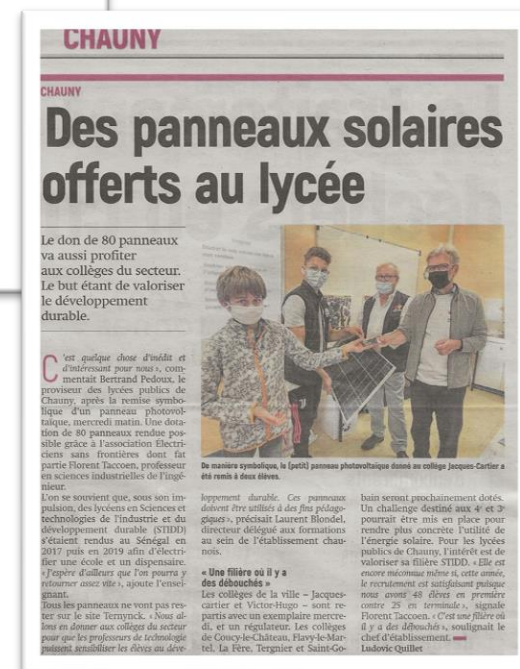 CHAUNY
CHAUNY
Des panneaux solaires
offerts au lycée
Le don de 80 panneaux
va aussi profiter
aux collèges du secteur.
Le but étant de valoriser
le développement
durable.
C'est quelque chose d'inédit et
d'intéressant pour nous », com-
mentait Bertrand Pedoux, le
proviseur des lycées publics de
Chauny, après la remise symbo-
lique d'un panneau photovol-
taïque, mercredi matin. Une dota-
tion de 80 panneaux rendue pos-
sible grâce à l'association Electri-
ciens sans frontières dont fait
partie Florent Taccoen, professeur
en sciences industrielles de l'ingé-
nieur.
L'on se souvient que, sous son im-
pulsion, des lycéens en Sciences et
technologies de l'industrie et du
développement durable (STIDD)
s'étaient rendus au Sénégal en
2017 puis en 2019 afin d'électri-
fier une école et un dispensaire.
« J'espère d'ailleurs que l'on pourra y
retourner assez vite », ajoute l'ensei-
gnant.
Tous les panneaux ne vont pas res-
ter sur le site Ternynck. « Nous al-
lons en donner aux collèges du secteur
pour que les professeurs de technologie
puissent sensibiliser les élèves au déve-
De manière symbolique, le (petit) panneau photovoltaïque donné au collège Jacques-Cartier a
été remis à deux élèves.
loppement durable. Ces panneaux
doivent être utilisés à des fins pédago-
giques », précisait Laurent Blondel,
directeur délégué aux formations
au sein de l'établissement chau-
nois.
« Une filière où il y a
des débouchés »
Les collèges de la ville – Jacques-
cartier et Victor-Hugo – sont re-
partis avec un exemplaire mercre-
di, et un régulateur. Les collèges
de Coucy-le-Château, Flavy-le-Mar-
tel, La Fère, Tergnier et Saint-Go-
bain seront prochainement dotés.
Un challenge destiné aux 4e et 3e
pourrait être mis en place pour
rendre plus concrète l'utilité de
l'énergie solaire. Pour les lycées
publics de Chauny, l'intérêt est de
valoriser sa filière STIDD. « Elle est
encore méconnue même si, cette année,
le recrutement est satisfaisant puisque
nous avons 48 élèves en première
contre 25 en terminale », signale
Florent Taccoen. « C'est une filière où
il y a des débouchés », souligne le
chef d'établissement.
Ludovic Quillet